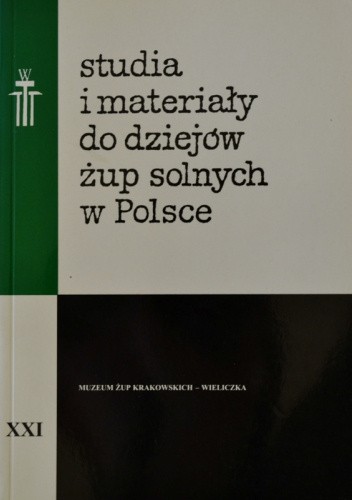 W
studia
i materiały
do dziejów
żup solnych
w Polsce
MUZEUM ŻUP KRAKOWSKICH – WIELICZKA
XXI